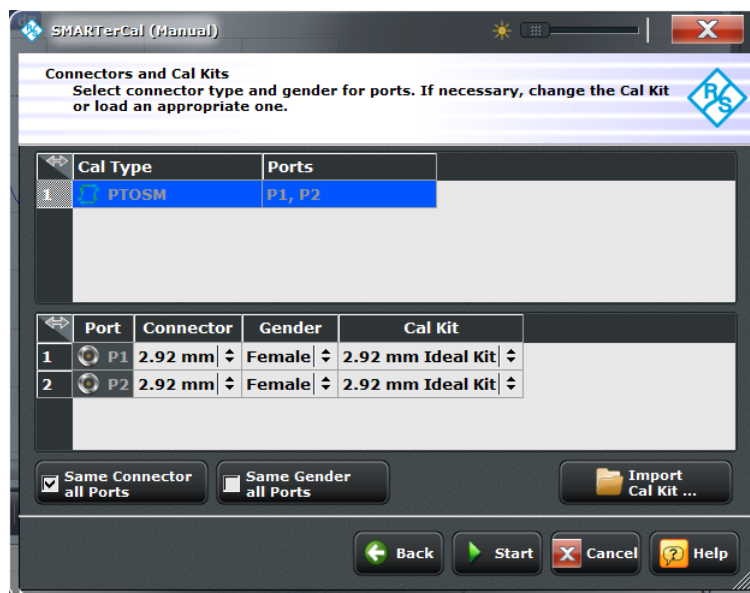 SMARTerCal (Manual)
X
Connectors and Cal Kits
Select connector type and gender for ports. If necessary, change the Cal Kit
or load an appropriate one.
R/S
Cal Type Ports
1 PTOSM P1, P2
Port Connector Gender Cal Kit
1 P1 2.92 mm Female 2.92 mm Ideal Kit
2 P2 2.92 mm Female 2.92 mm Ideal Kit
Same Connector
all Ports
Same Gender
all Ports
Import
Cal Kit ...
Back Start X Cancel ? Help